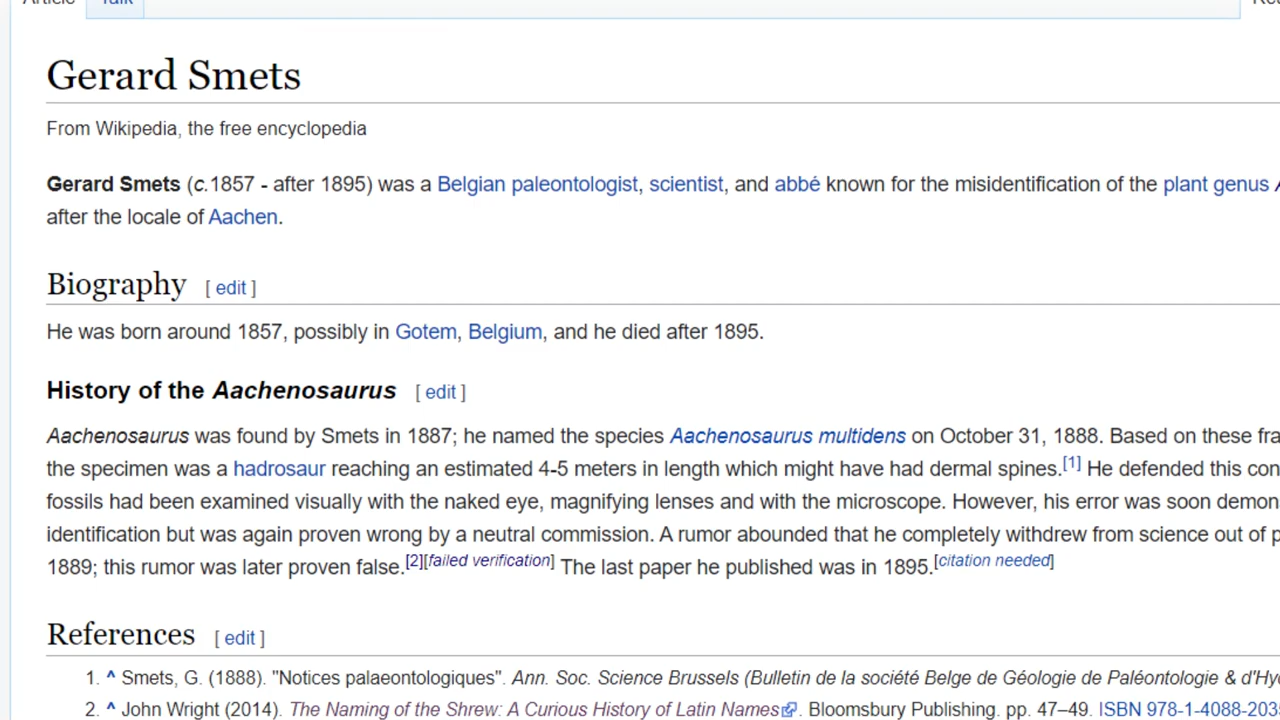 Article Talk
Gerard Smets
From Wikipedia, the free encyclopedia
Gerard Smets (c.1857 - after 1895) was a Belgian paleontologist, scientist, and abbé known for the misidentification of the plant genus
after the locale of Aachen.
Biography [ edit ]
He was born around 1857, possibly in Gotem, Belgium, and he died after 1895.
History of the Aachenosaurus [ edit ]
Aachenosaurus was found by Smets in 1887; he named the species Aachenosaurus multidens on October 31, 1888. Based on these fra
the specimen was a hadrosaur reaching an estimated 4-5 meters in length which might have had dermal spines.[1] He defended this con
fossils had been examined visually with the naked eye, magnifying lenses and with the microscope. However, his error was soon demon
identification but was again proven wrong by a neutral commission. A rumor abounded that he completely withdrew from science out of p
1889; this rumor was later proven false.[2][failed verification] The last paper he published was in 1895.[citation needed]
References [ edit ]
1. ^ Smets, G. (1888). "Notices palaeontologiques". Ann. Soc. Science Brussels (Bulletin de la société Belge de Géologie de Paléontologie & d'Hy
2. ^ John Wright (2014). The Naming of the Shrew: A Curious History of Latin Names. Bloomsbury Publishing. pp. 47–49. ISBN 978-1-4088-203